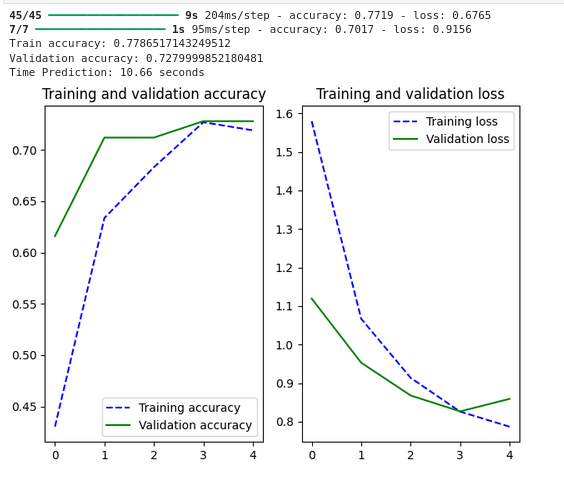 45/45 9s 204ms/step - accuracy: 0.7719 - loss: 0.6765
7/7 1s 95ms/step - accuracy: 0.7017 - loss: 0.9156
Train accuracy: 0.7786517143249512
Validation accuracy: 0.7279999852180481
Time Prediction: 10.66 seconds
Training and validation accuracy
0.70
0.65
0.60
0.55
0.50
0.45
0 1 2 3 4
Training accuracy
Validation accuracy
Training and validation loss
1.6
1.5
1.4
1.3
1.2
1.1
1.0
0.9
0.8
0 1 2 3 4
Training loss
Validation loss